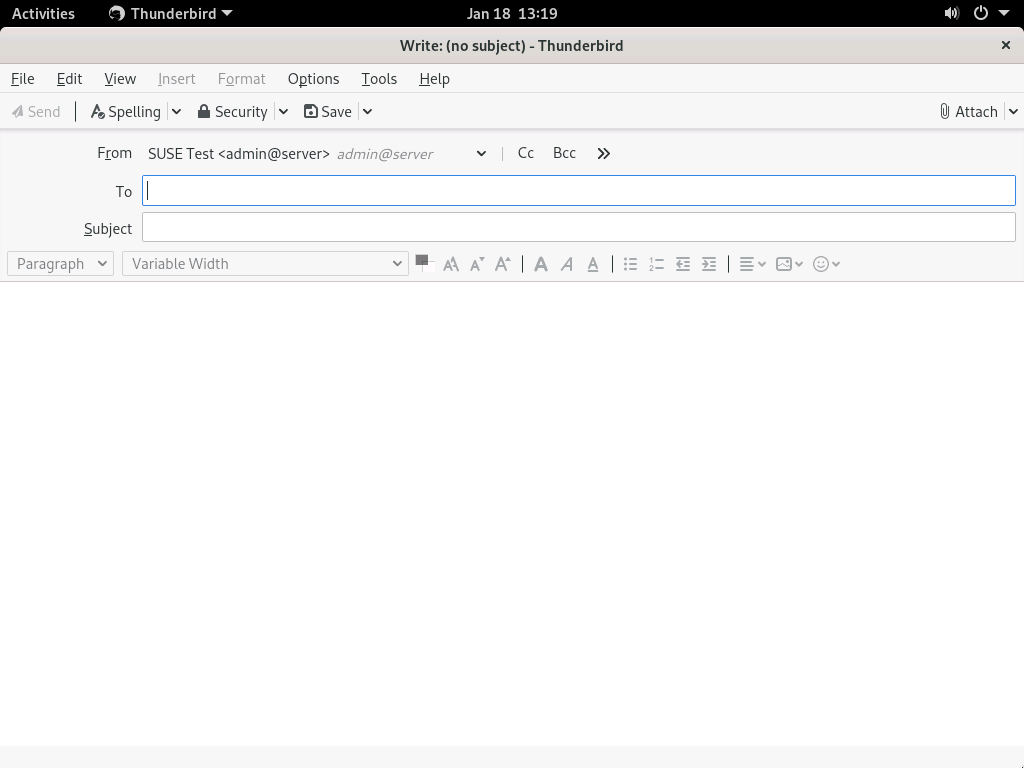 Activities Thunderbird Jan 18 13:19
Write: (no subject) - Thunderbird
File Edit View Insert Format Options Tools Help
Send Spelling Security Save Attach
From SUSE Test <admin@server> admin@server Cc Bcc
To
Subject
Paragraph Variable Width